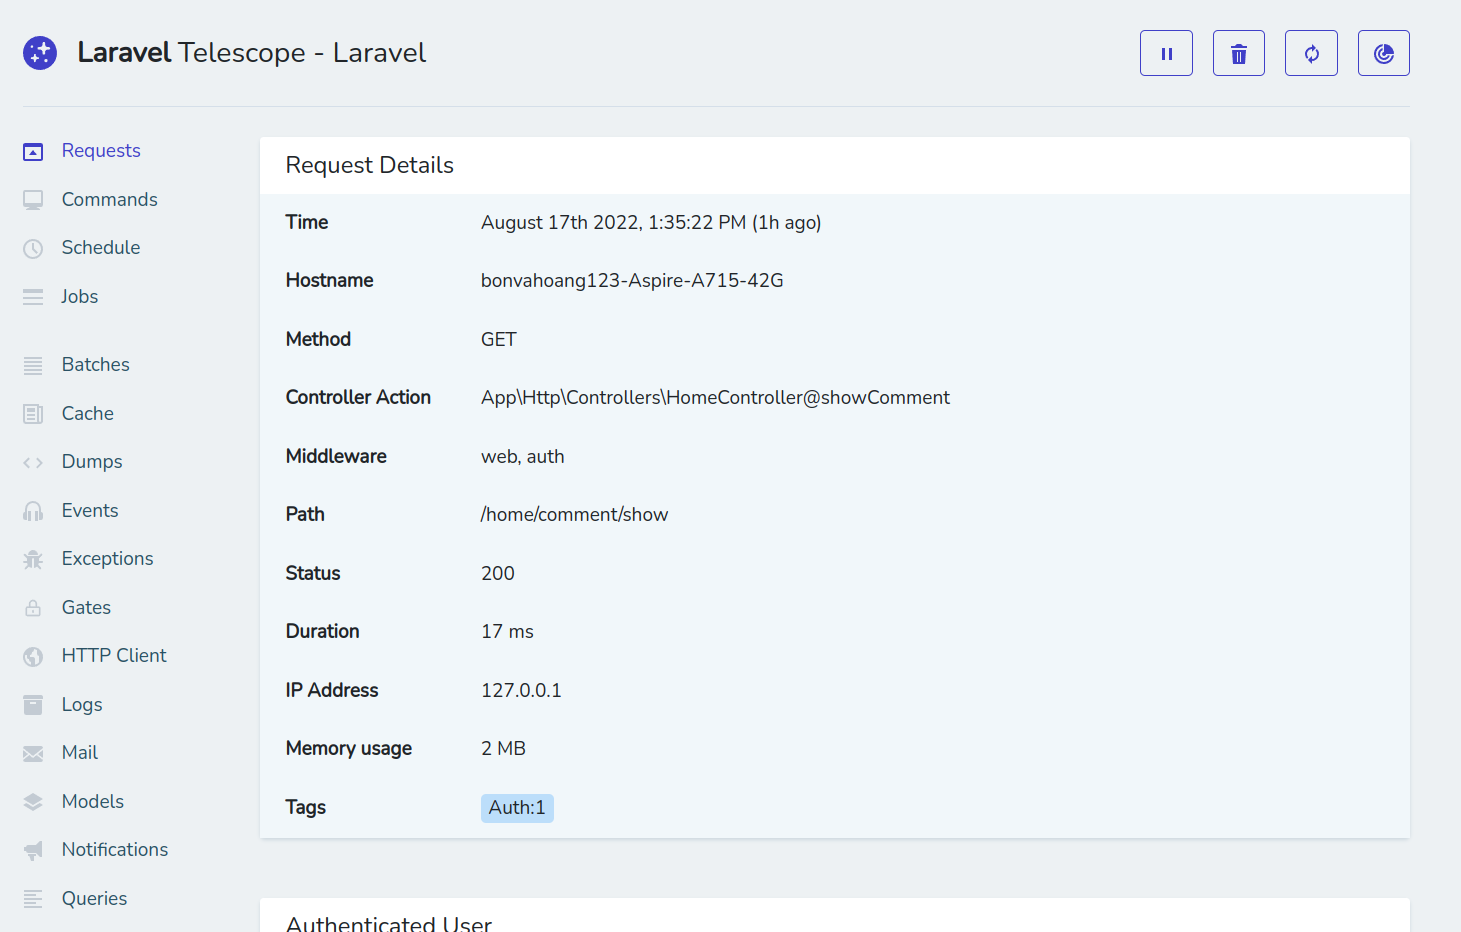 Laravel Telescope - Laravel
Requests
Commands
Schedule
Jobs
Batches
Cache
Dumps
Events
Exceptions
Gates
HTTP Client
Logs
Mail
Models
Notifications
Queries
Request Details
Time August 17th 2022, 1:35:22 PM (1h ago)
Hostname bonvahoang123-Aspire-A715-42G
Method GET
Controller Action App\Http\Controllers\HomeController@showComment
Middleware web, auth
Path /home/comment/show
Status 200
Duration 17 ms
IP Address 127.0.0.1
Memory usage 2 MB
Tags Auth:1
Authenticated User